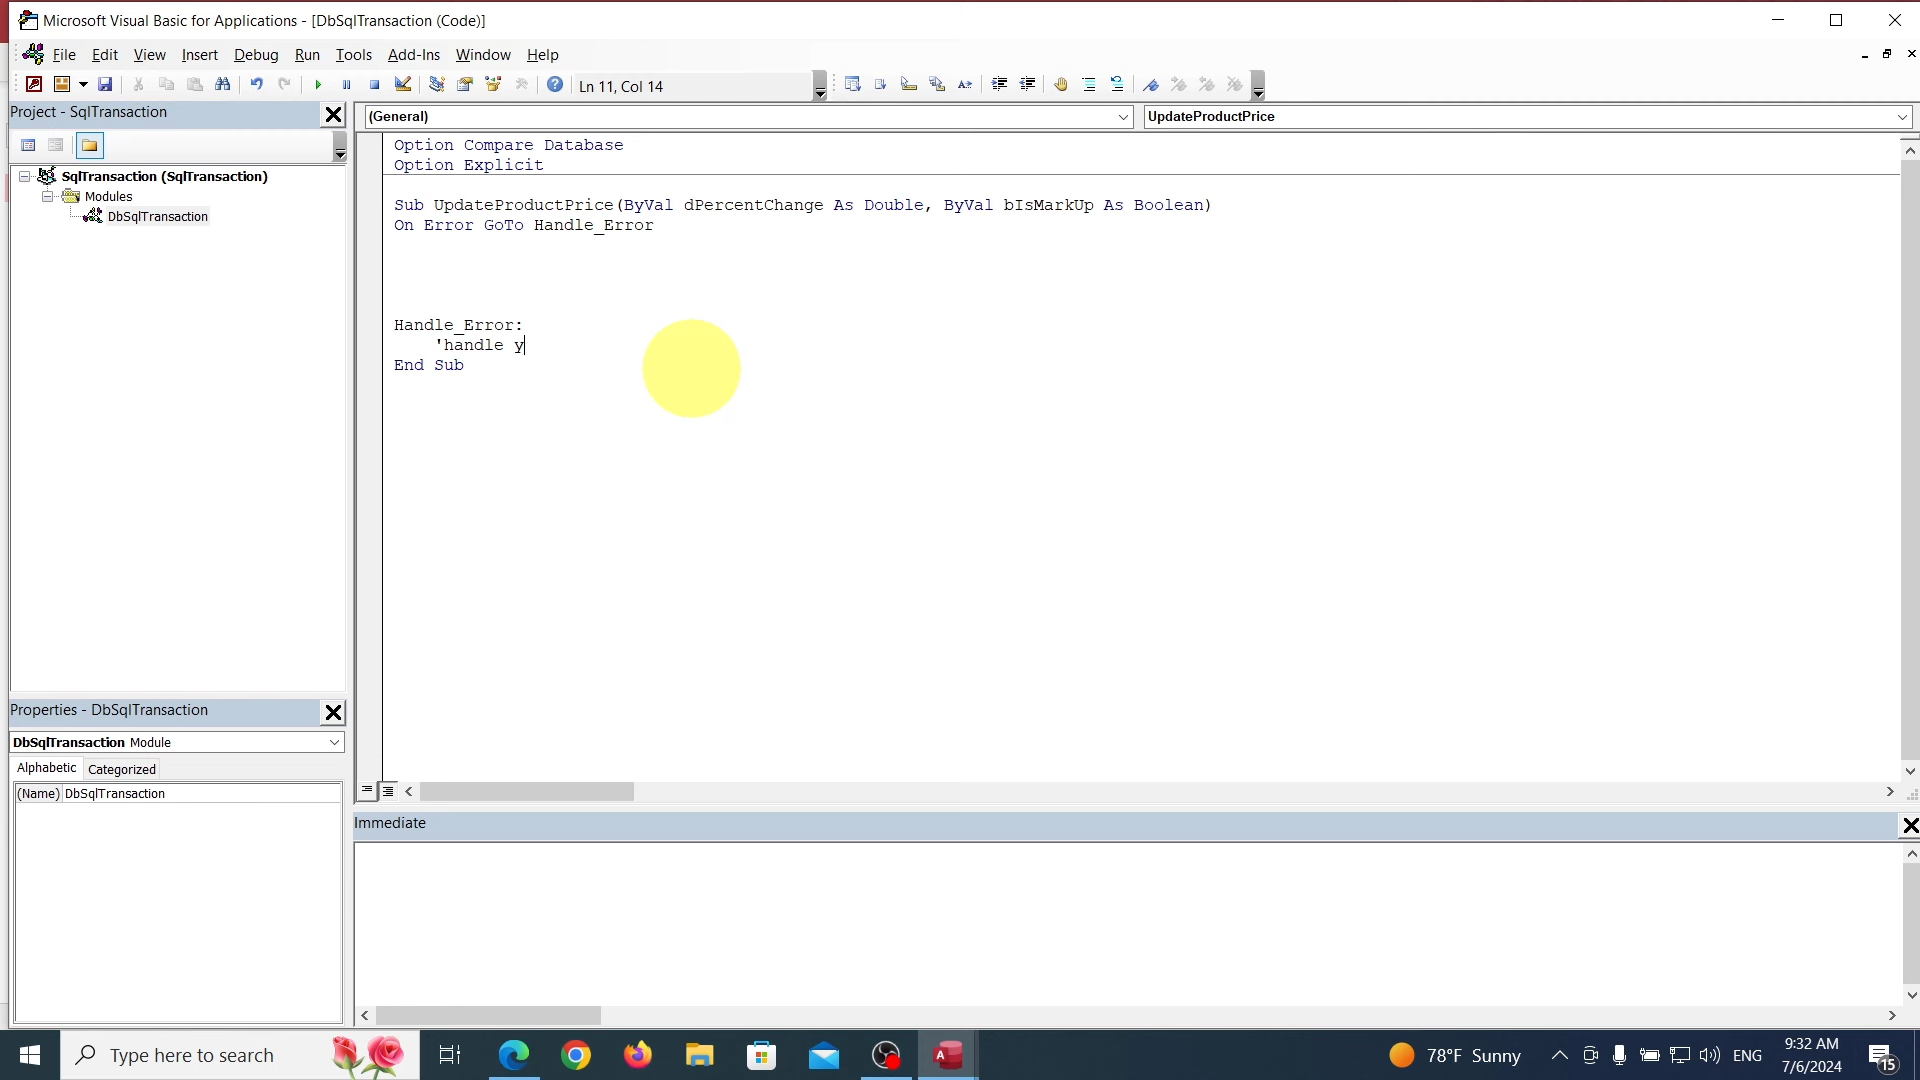 Microsoft Visual Basic for Applications - [DbSqlTransaction (Code)]
File Edit View Insert Debug Run Tools Add-Ins Window Help
Ln 11, Col 14
Project - SqlTransaction
(General)
UpdateProductPrice
SqlTransaction (SqlTransaction)
Modules
DbSqlTransaction
Option Compare Database
Option Explicit
Sub UpdateProductPrice(ByVal dPercentChange As Double, ByVal bIsMarkUp As Boolean)
On Error GoTo Handle_Error
Handle_Error:
'handle y
End Sub
Properties - DbSqlTransaction
DbSqlTransaction Module
Alphabetic Categorized
(Name) DbSqlTransaction
Immediate
Type here to search
78°F Sunny
ENG
9:32 AM
7/6/2024
15